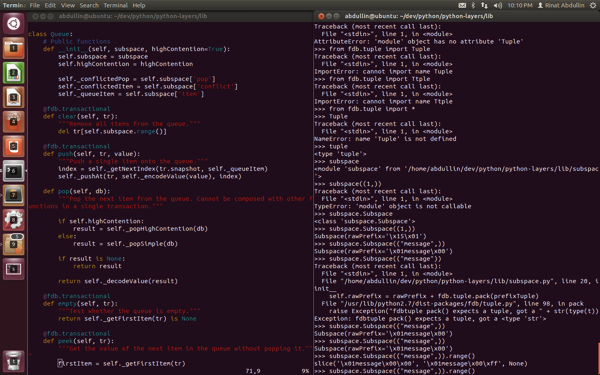 Terminal File Edit View Search Terminal Help
10:10 PM Rinat Abdullin
abdullin@ubuntu: ~/dev/python/python-layers/lib
class Queue:
# Public functions
def __init__(self, subspace, highContention=True):
self.subspace = subspace
self.highContention = highContention
self._conflictedPop = self.subspace['pop']
self._conflictedItem = self.subspace['conflict']
self._queueItem = self.subspace['item']
@fdb.transactional
def clear(self, tr):
"""Remove all items from the queue."""
del tr[self.subspace.range()]
@fdb.transactional
def push(self, tr, value):
"""Push a single item onto the queue."""
index = self._getNextIndex(tr.snapshot, self._queueItem)
self._pushAt(tr, self._encodeValue(value), index)
def pop(self, db):
"""Pop the next item from the queue. Cannot be composed with other f
unctions in a single transaction."""
if self.highContention:
result = self._popHighContention(db)
else:
result = self._popSimple(db)
if result is None:
return result
return self._decodeValue(result)
@fdb.transactional
def empty(self, tr):
"""Test whether the queue is empty."""
return self._getFirstItem(tr) is None
@fdb.transactional
def peek(self, tr):
"""Get the value of the next item in the queue without popping it."""
firstItem = self._getFirstItem(tr)
71,9 9%
abdullin@ubuntu: ~/dev/python/python-layers/lib
Traceback (most recent call last):
File "<stdin>", line 1, in <module>
AttributeError: 'module' object has no attribute 'Tuple'
>>> from fdb.tuple import Tuple
Traceback (most recent call last):
File "<stdin>", line 1, in <module>
ImportError: cannot import name Tuple
>>> from fdb.tuple import Ttple
Traceback (most recent call last):
File "<stdin>", line 1, in <module>
ImportError: cannot import name Ttple
>>> from fdb.tuple import *
>>> Tuple
Traceback (most recent call last):
File "<stdin>", line 1, in <module>
NameError: name 'Tuple' is not defined
>>> tuple
<type 'tuple'>
>>> subspace
<module 'subspace' from '/home/abdullin/dev/python/python-layers/lib/subspac
>>> subspace((1,))
Traceback (most recent call last):
File "<stdin>", line 1, in <module>
TypeError: 'module' object is not callable
>>> subspace.Subspace
<class 'subspace.Subspace'>
>>> subspace.Subspace((1,))
Subspace(rawPrefix='\x15\x01')
>>> subspace.Subspace(("message",))
Subspace(rawPrefix='\x01message\x00')
>>> subspace.Subspace(("message"))
Traceback (most recent call last):
File "<stdin>", line 1, in <module>
File "/home/abdullin/dev/python/python-layers/lib/subspace.py", line 20, in
init__
self.rawPrefix = rawPrefix + fdb.tuple.pack(prefixTuple)
File "/usr/lib/python2.7/dist-packages/fdb/tuple.py", line 98, in pack
raise Exception("fdbtuple pack() expects a tuple, got a " + str(type(t)))
Exception: fdbtuple pack() expects a tuple, got a <type 'str'>
>>> subspace.Subspace(("message",))
Subspace(rawPrefix='\x01message\x00')
>>> subspace.Subspace(("message",))
Subspace(rawPrefix='\x01message\x00')
>>> subspace.Subspace(("message",)).range()
slice('\x01message\x00\x00', '\x01message\x00\xff', None)
>>> subspace.Subspace(("message",)).range()